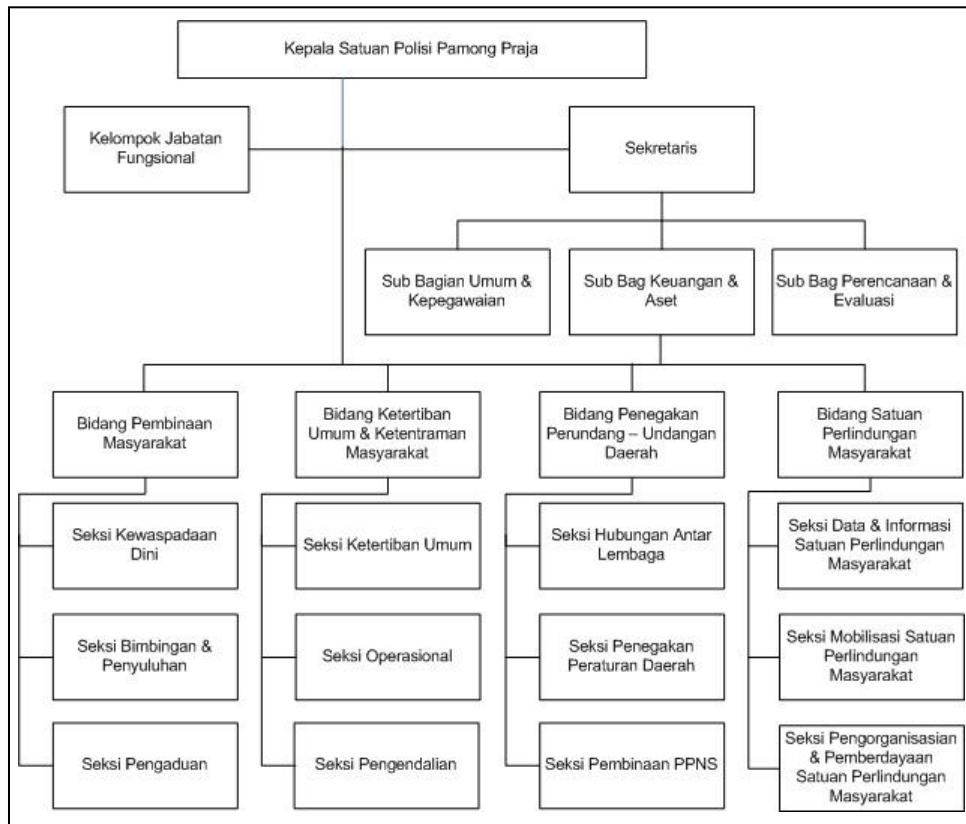 Kepala Satuan Polisi Pamong Praja
Kelompok Jabatan
Fungsional
Sekretaris
Sub Bagian Umum &
Kepegawaian
Sub Bag Keuangan &
Aset
Sub Bag Perencanaan &
Evaluasi
Bidang Pembinaan
Masyarakat
Bidang Ketertiban
Umum & Ketentraman
Masyarakat
Bidang Penegakan
Perundang – Undangan
Daerah
Bidang Satuan
Perlindungan
Masyarakat
Seksi Kewaspadaan
Dini
Seksi Ketertiban Umum
Seksi Hubungan Antar
Lembaga
Seksi Data & Informasi
Satuan Perlindungan
Masyarakat
Seksi Bimbingan &
Penyuluhan
Seksi Operasional
Seksi Penegakan
Peraturan Daerah
Seksi Mobilisasi Satuan
Perlindungan
Masyarakat
Seksi Pengaduan
Seksi Pengendalian
Seksi Pembinaan PPNS
Seksi Pengorganisasian
& Pemberdayaan
Satuan Perlindungan
Masyarakat